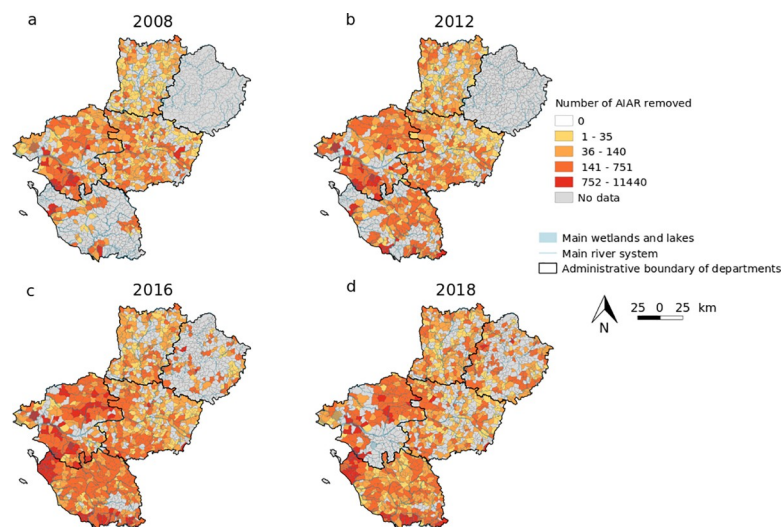 a
2008
b
2012
Number of AIAR removed
0
1 - 35
36 - 140
141 - 751
752 - 11440
No data
Main wetlands and lakes
Main river system
Administrative boundary of departments
c
2016
d
2018
N
25 0 25 km